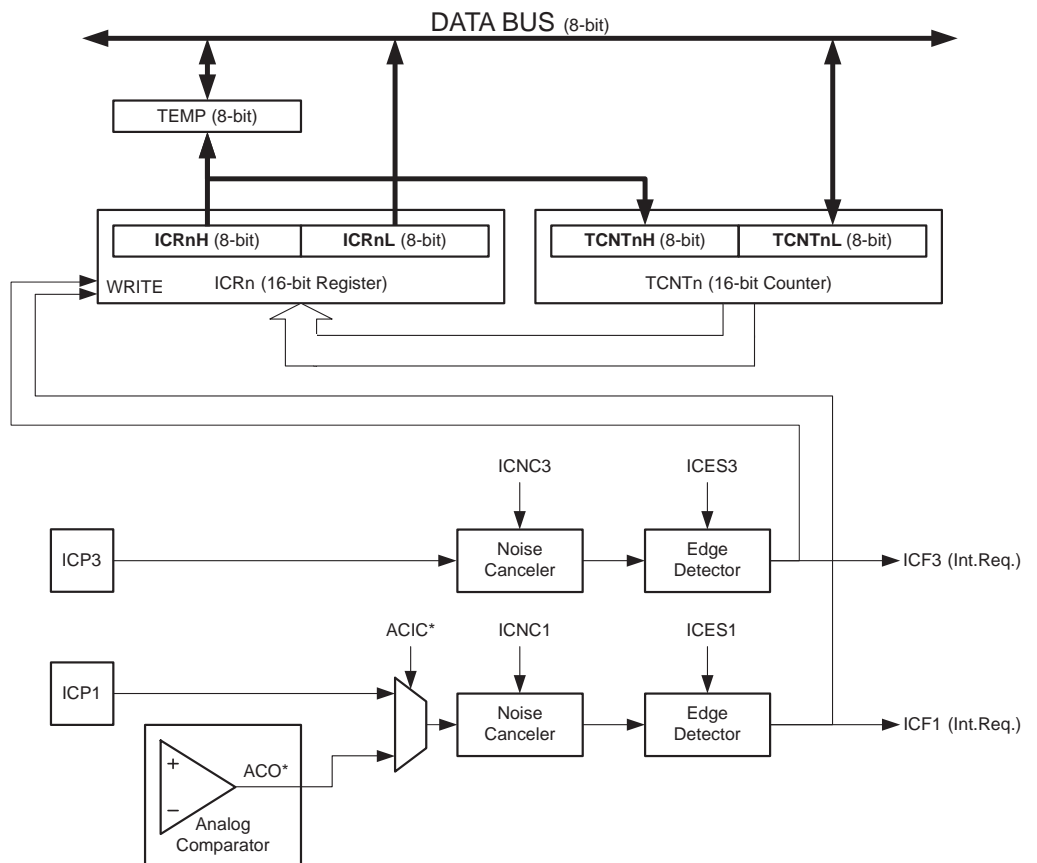 DATA BUS (8-bit)
TEMP (8-bit)
ICRnH (8-bit)
ICRnL (8-bit)
TCNTnH (8-bit)
TCNTnL (8-bit)
WRITE
ICRn (16-bit Register)
TCNTn (16-bit Counter)
ICNC3
ICES3
ICP3
Noise
Canceler
Edge
Detector
ICF3 (Int.Req.)
ACIC*
ICNC1
ICES1
ICP1
Noise
Canceler
Edge
Detector
ICF1 (Int.Req.)
+
ACO*
−
Analog
Comparator